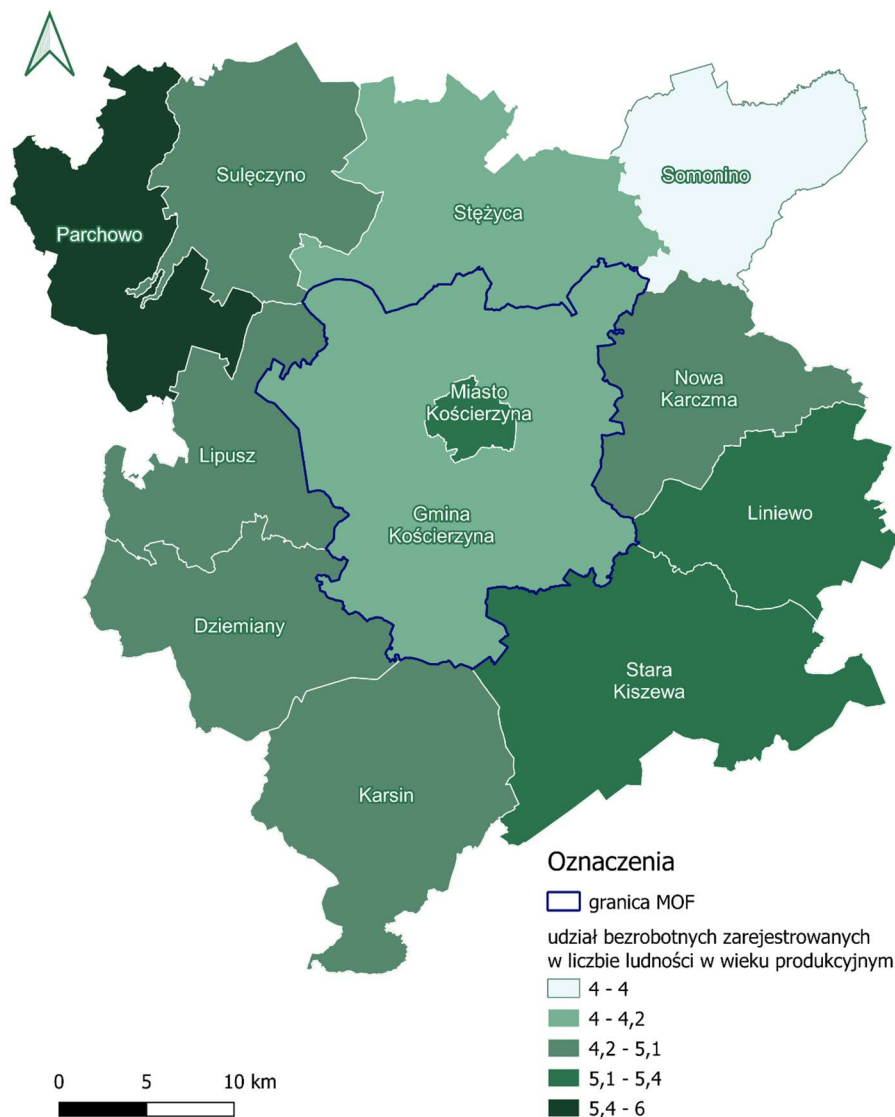 Somonino
Sulęczyno
Stężyca
Parchowo
Nowa
Karczma
Miasto
Kościerzyna
Lipusz
Gmina
Kościerzyna
Liniewo
Dziemiany
Stara
Kiszewa
Karsin
Oznaczenia
granica MOF
udział bezrobotnych zarejestrowanych
w liczbie ludności w wieku produkcyjnym
4 - 4
4 - 4,2
4,2 - 5,1
5,1 - 5,4
5,4 - 6
0 5 10 km